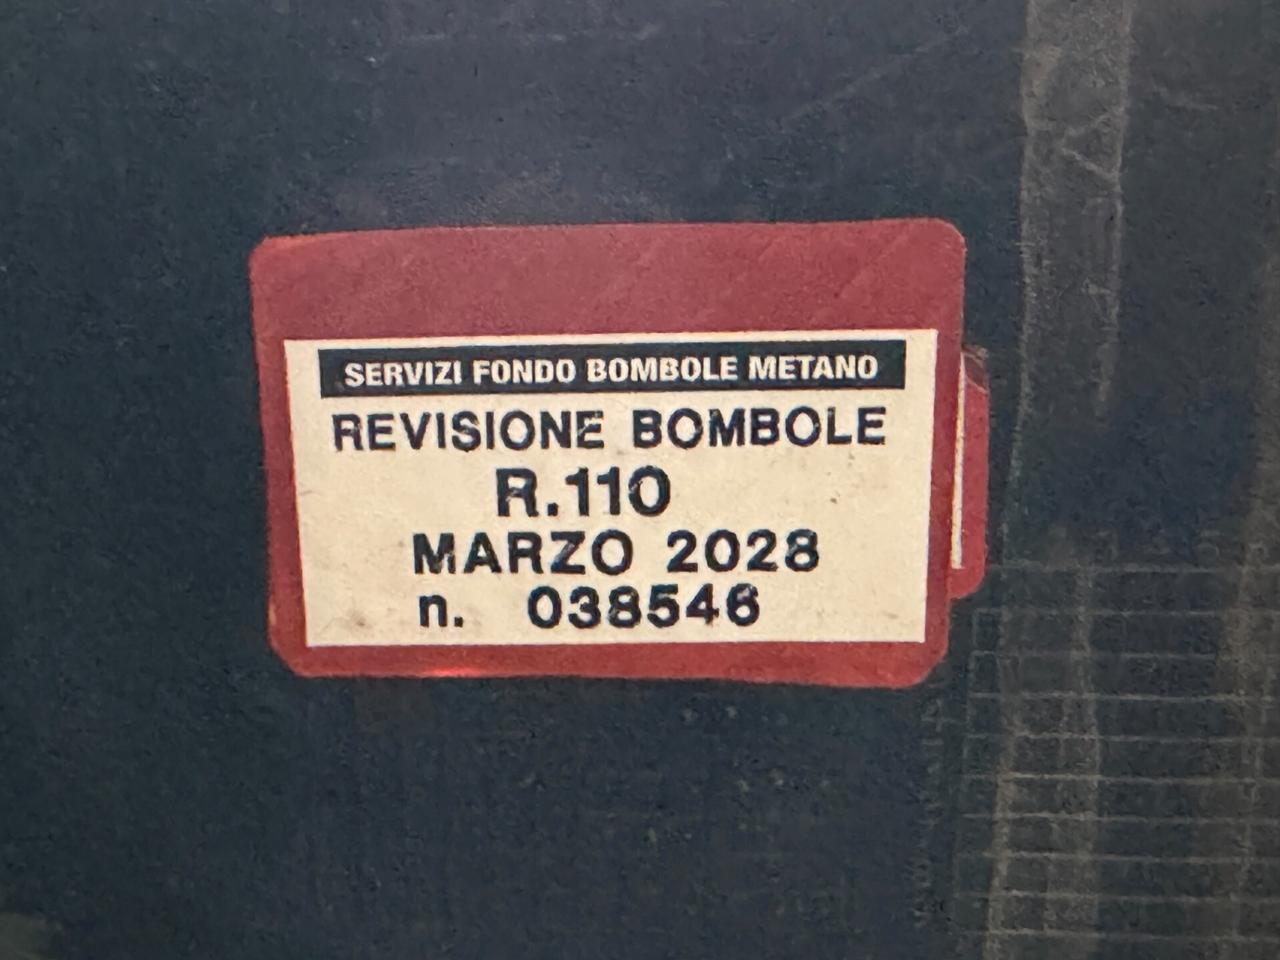 SERVIZI FONDO BOMBOLE METANO
REVISIONE BOMBOLE
R.110
MARZO 2028
n. 038546